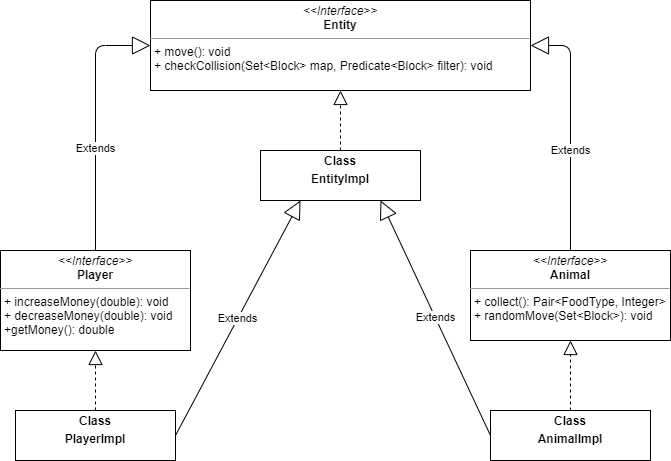 <<Interface>>
Entity
+ move(): void
+ checkCollision(Set<Block> map, Predicate<Block> filter): void
Extends
Extends
Class
EntityImpl
<<Interface>>
Player
+ increaseMoney(double): void
+ decreaseMoney(double): void
+getMoney(): double
<<Interface>>
Animal
+ collect(): Pair<FoodType, Integer>
+ randomMove(Set<Block>): void
Extends
Extends
Class
PlayerImpl
Class
AnimalImpl